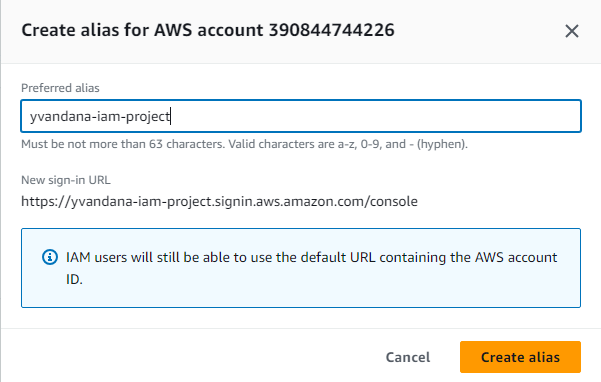 Create alias for AWS account 390844744226
Preferred alias
yvandana-iam-project
Must be not more than 63 characters. Valid characters are a-z, 0-9, and - (hyphen).
New sign-in URL
https://yvandana-iam-project.signin.aws.amazon.com/console
IAM users will still be able to use the default URL containing the AWS account
ID.
Cancel
Create alias